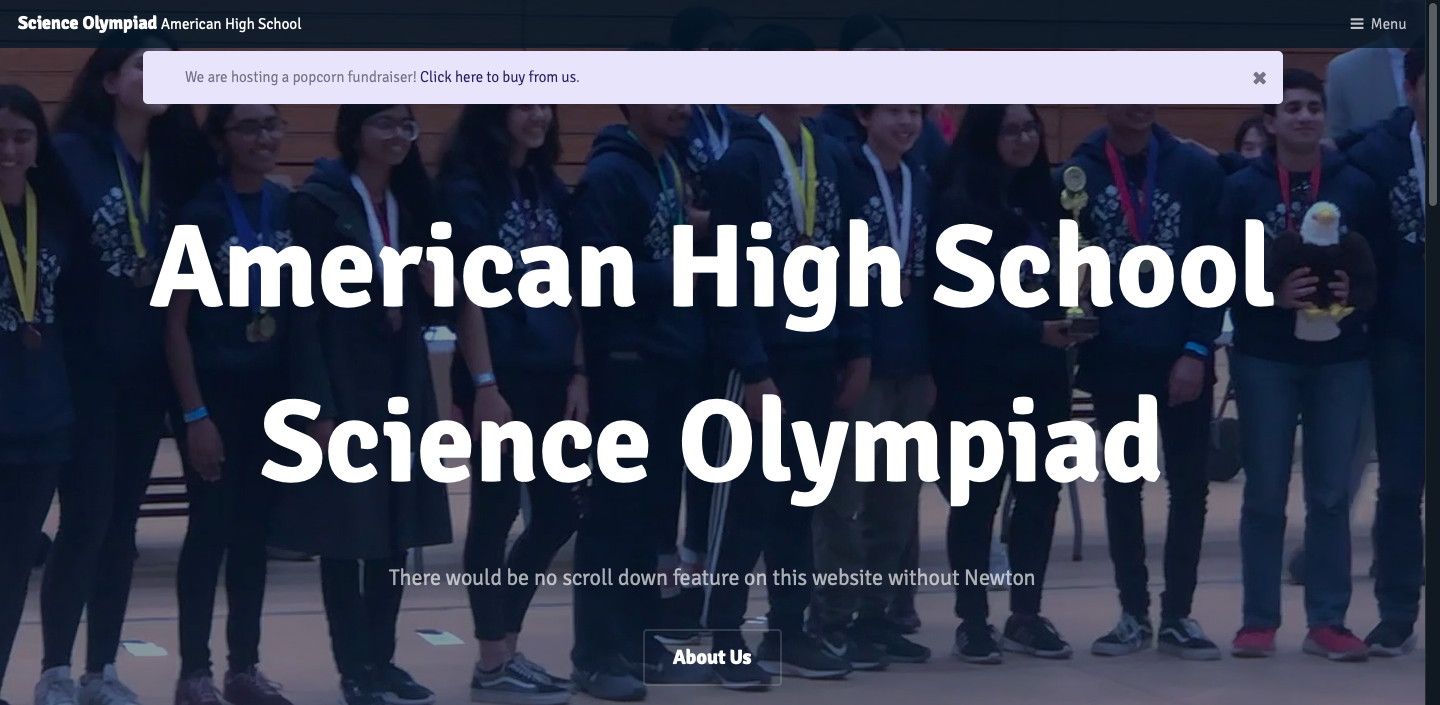 Science Olympiad American High School
Menu
We are hosting a popcorn fundraiser! Click here to buy from us.
American High School
Science Olympiad
There would be no scroll down feature on this website without Newton
About Us